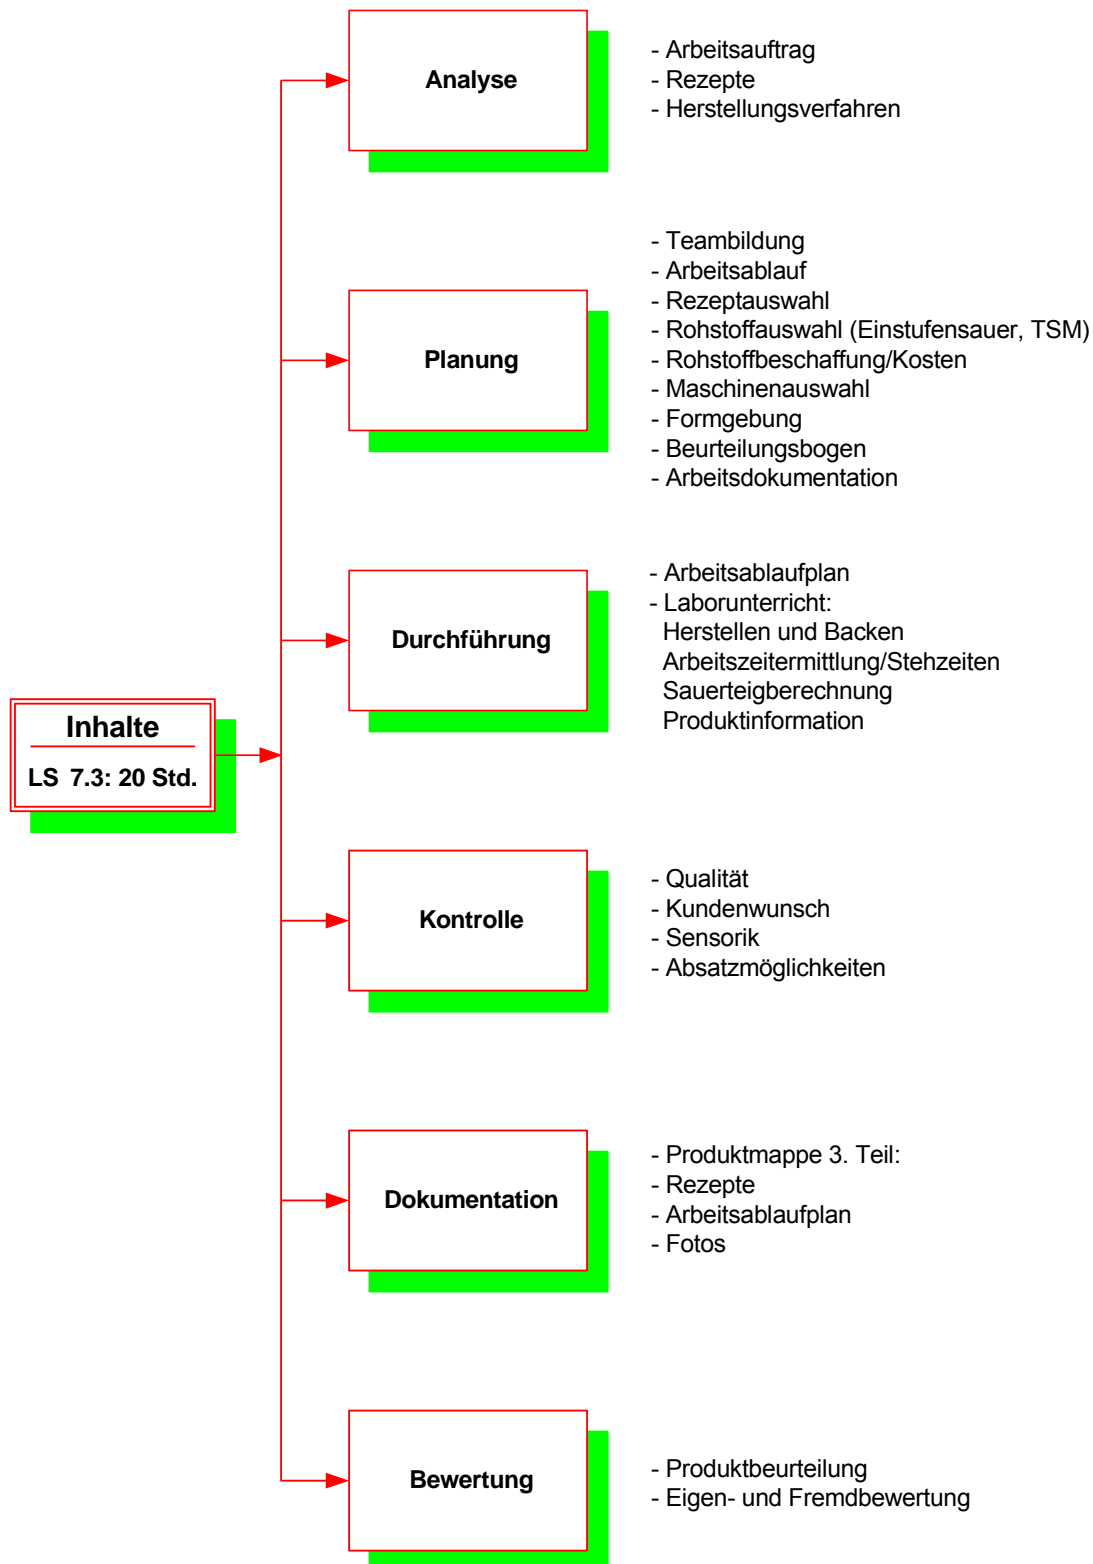 Analyse
- Arbeitsauftrag
- Rezepte
- Herstellungsverfahren
Planung
- Teambildung
- Arbeitsablauf
- Rezeptauswahl
- Rohstoffauswahl (Einstufensauer, TSM)
- Rohstoffbeschaffung/Kosten
- Maschinenauswahl
- Formgebung
- Beurteilungsbogen
- Arbeitsdokumentation
Durchführung
- Arbeitsablaufplan
- Laborunterricht:
Herstellen und Backen
Arbeitszeitermittlung/Stehzeiten
Sauerteigberechnung
Produktinformation
Inhalte
LS 7.3: 20 Std.
Kontrolle
- Qualität
- Kundenwunsch
- Sensorik
- Absatzmöglichkeiten
Dokumentation
- Produktmappe 3. Teil:
- Rezepte
- Arbeitsablaufplan
- Fotos
Bewertung
- Produktbeurteilung
- Eigen- und Fremdbewertung